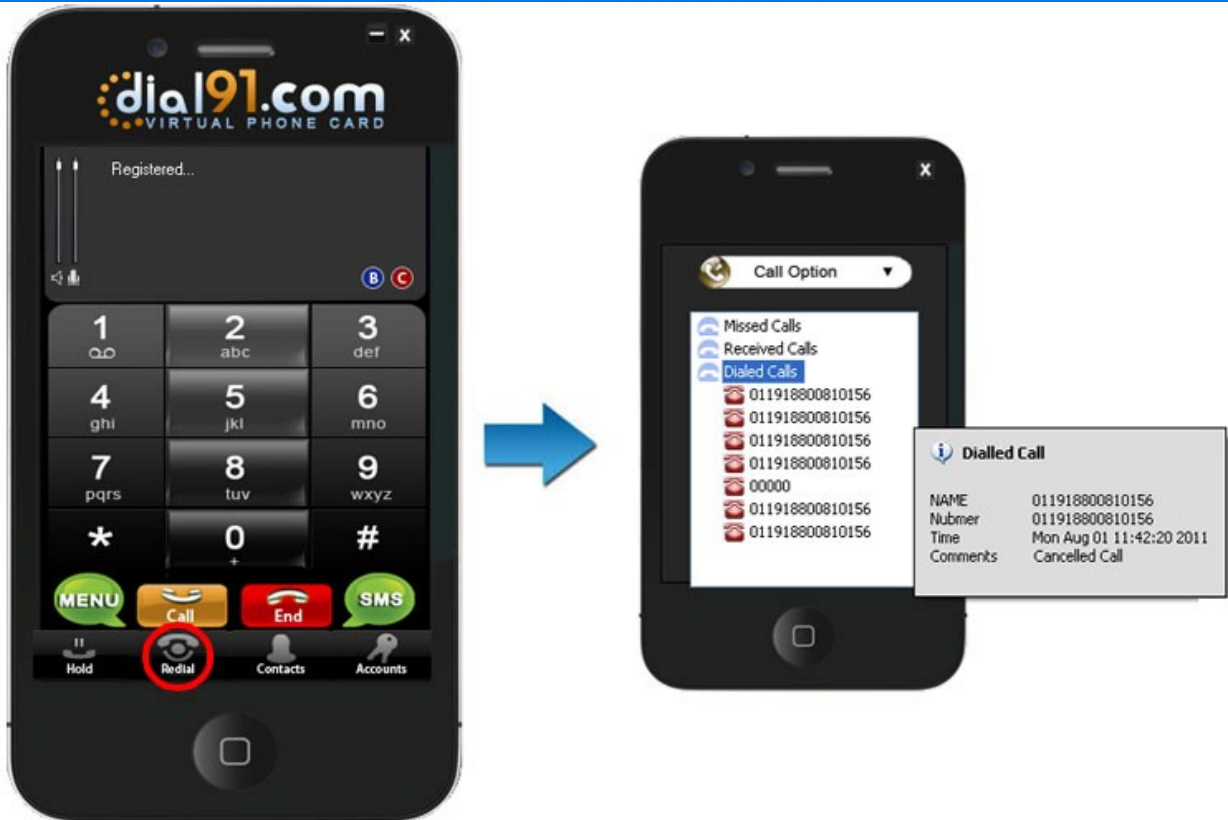 dial91.com
VIRTUAL PHONE CARD
Registered...
B C
1 2 abc 3 def
4 ghi 5 jkl 6 mno
7 pqrs 8 tuv 9 wxyz
* 0 + #
MENU Call End SMS
Hold Redial Contacts Accounts
x
Call Option
Missed Calls
Received Calls
Dialed Calls
011918800810156
011918800810156
011918800810156
011918800810156
00000
011918800810156
011918800810156
Dialled Call
NAME 011918800810156
Nubmer 011918800810156
Time Mon Aug 01 11:42:20 2011
Comments Cancelled Call